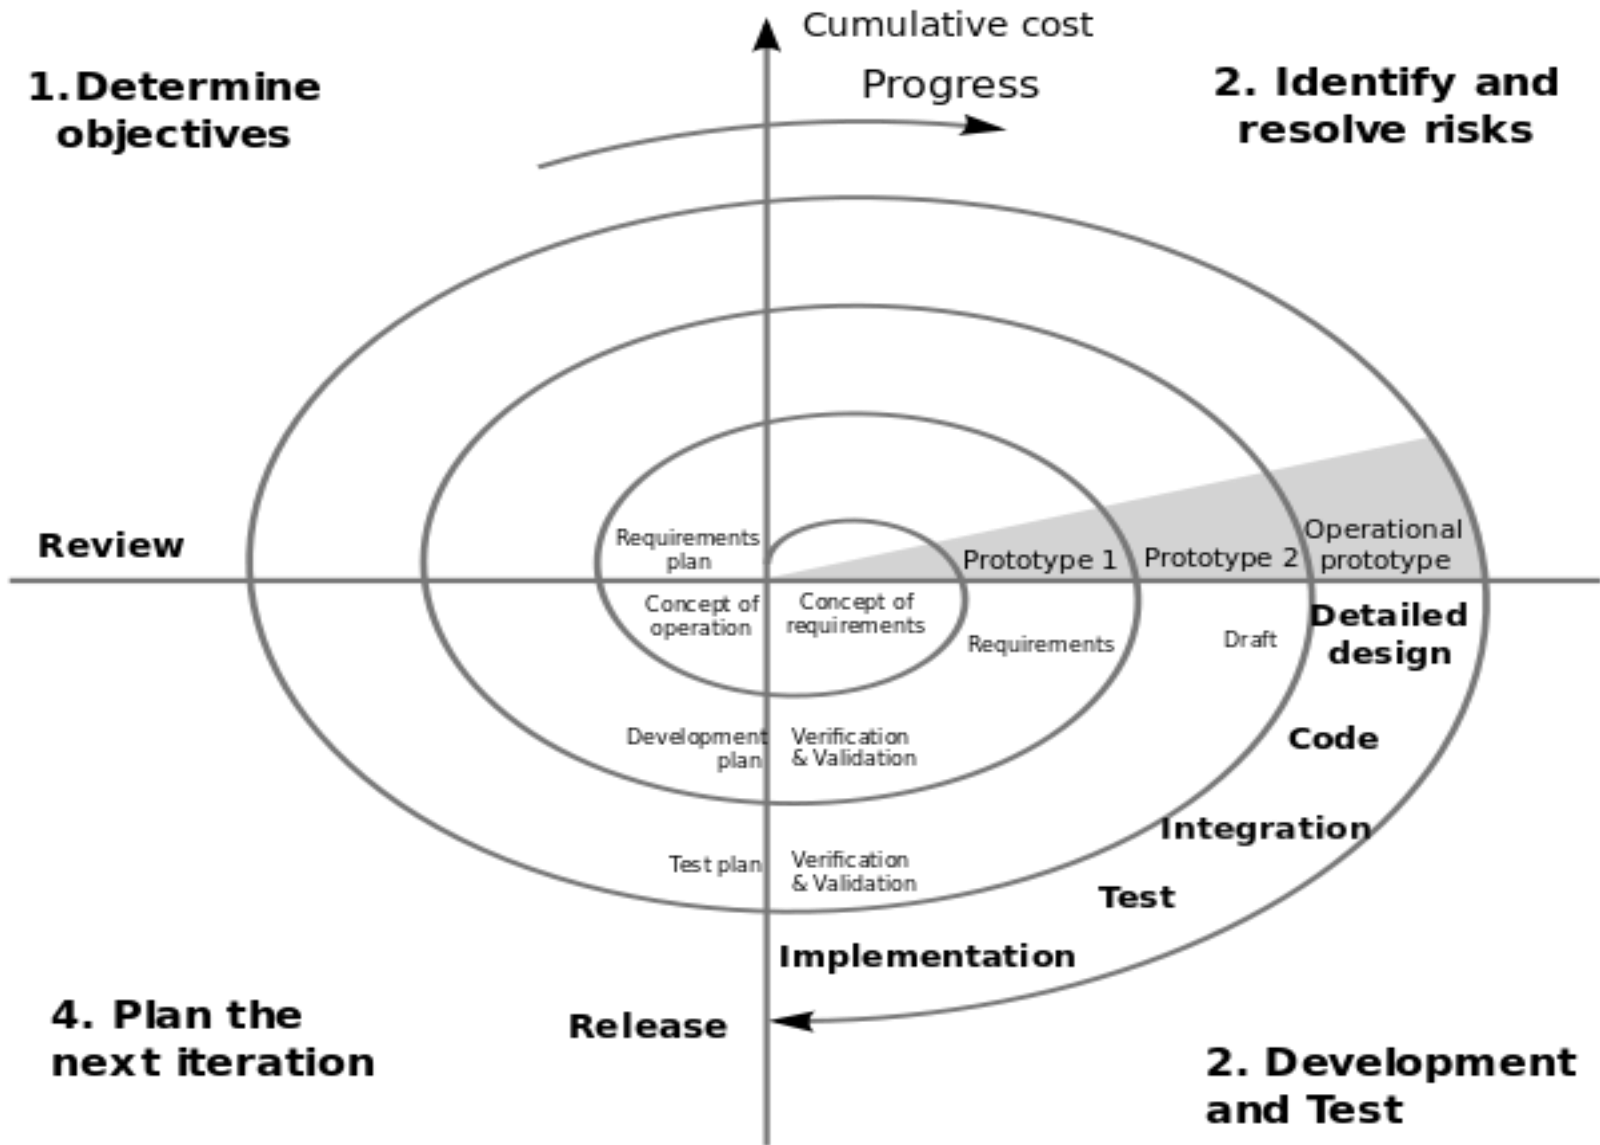 Cumulative cost
Progress
1.Determine
objectives
2. Identify and
resolve risks
Review
Requirements
plan
Prototype 1
Prototype 2
Operational
prototype
Concept of
operation
Concept of
requirements
Requirements
Draft
Detailed
design
Development
plan
Verification
& Validation
Code
Integration
Test plan
Verification
& Validation
Test
Implementation
Release
4. Plan the
next iteration
2. Development
and Test